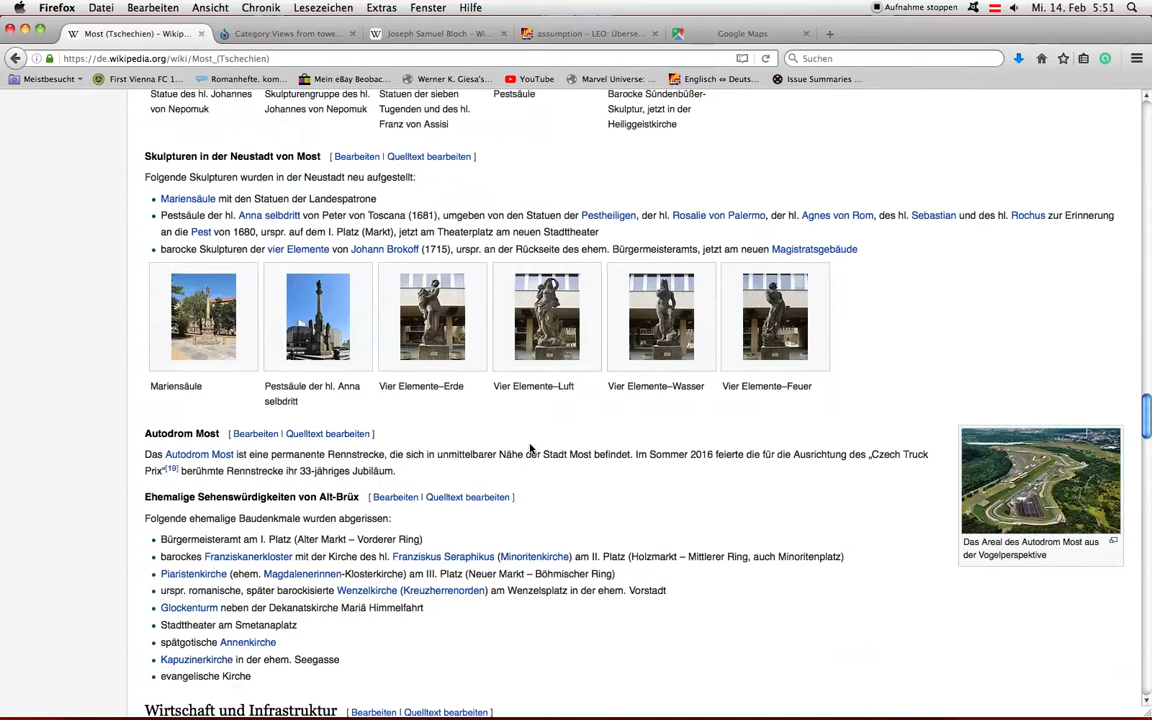 Firefox Datei Bearbeiten Ansicht Chronik Lesezeichen Extras Fenster Hilfe Aufnahme stoppen Mi. 14. Feb 5:51
Most (Tschechien) – Wikip... Category:Views from towe... Joseph Samuel Bloch – Wi... assumption – LEO: Überse... Google Maps
https://de.wikipedia.org/wiki/Most_(Tschechien) Suchen
Meistbesucht First Vienna FC 1... Romanhefte. kom... Mein eBay Beobac... Werner K. Giesa's... YouTube Marvel Universe: ... Englisch ⇔ Deuts... Issue Summaries ...
Statue des hl. Johannes Skulpturengruppe des hl. Statuen der sieben Pestsäule Barocke Sündenbüßer-
von Nepomuk Johannes von Nepomuk Tugenden und des hl. Skulptur, jetzt in der
Franz von Assisi Heiliggeistkirche
Skulpturen in der Neustadt von Most [ Bearbeiten | Quelltext bearbeiten ]
Folgende Skulpturen wurden in der Neustadt neu aufgestellt:
Mariensäule mit den Statuen der Landespatrone
Pestsäule der hl. Anna selbdritt von Peter von Toscana (1681), umgeben von den Statuen der Pestheiligen, der hl. Rosalie von Palermo, der hl. Agnes von Rom, des hl. Sebastian und des hl. Rochus zur Erinnerung
an die Pest von 1680, urspr. auf dem I. Platz (Markt), jetzt am Theaterplatz am neuen Stadttheater
barocke Skulpturen der vier Elemente von Johann Brokoff (1715), urspr. an der Rückseite des ehem. Bürgermeisteramts, jetzt am neuen Magistratsgebäude
Mariensäule Pestsäule der hl. Anna Vier Elemente–Erde Vier Elemente–Luft Vier Elemente–Wasser Vier Elemente–Feuer
selbdritt
Autodrom Most [ Bearbeiten | Quelltext bearbeiten ]
Das Autodrom Most ist eine permanente Rennstrecke, die sich in unmittelbarer Nähe der Stadt Most befindet. Im Sommer 2016 feierte die für die Ausrichtung des „Czech Truck
Prix“[19] berühmte Rennstrecke ihr 33-jähriges Jubiläum.
Das Areal des Autodrom Most aus
der Vogelperspektive
Ehemalige Sehenswürdigkeiten von Alt-Brüx [ Bearbeiten | Quelltext bearbeiten ]
Folgende ehemalige Baudenkmale wurden abgerissen:
Bürgermeisteramt am I. Platz (Alter Markt – Vorderer Ring)
barockes Franziskanerkloster mit der Kirche des hl. Franziskus Seraphikus (Minoritenkirche) am II. Platz (Holzmarkt – Mittlerer Ring, auch Minoritenplatz)
Piaristenkirche (ehem. Magdalenerinnen-Klosterkirche) am III. Platz (Neuer Markt – Böhmischer Ring)
urspr. romanische, später barockisierte Wenzelkirche (Kreuzherrenorden) am Wenzelsplatz in der ehem. Vorstadt
Glockenturm neben der Dekanatskirche Mariä Himmelfahrt
Stadttheater am Smetanaplatz
spätgotische Annenkirche
Kapuzinerkirche in der ehem. Seegasse
evangelische Kirche
Wirtschaft und Infrastruktur [ Bearbeiten | Quelltext bearbeiten ]